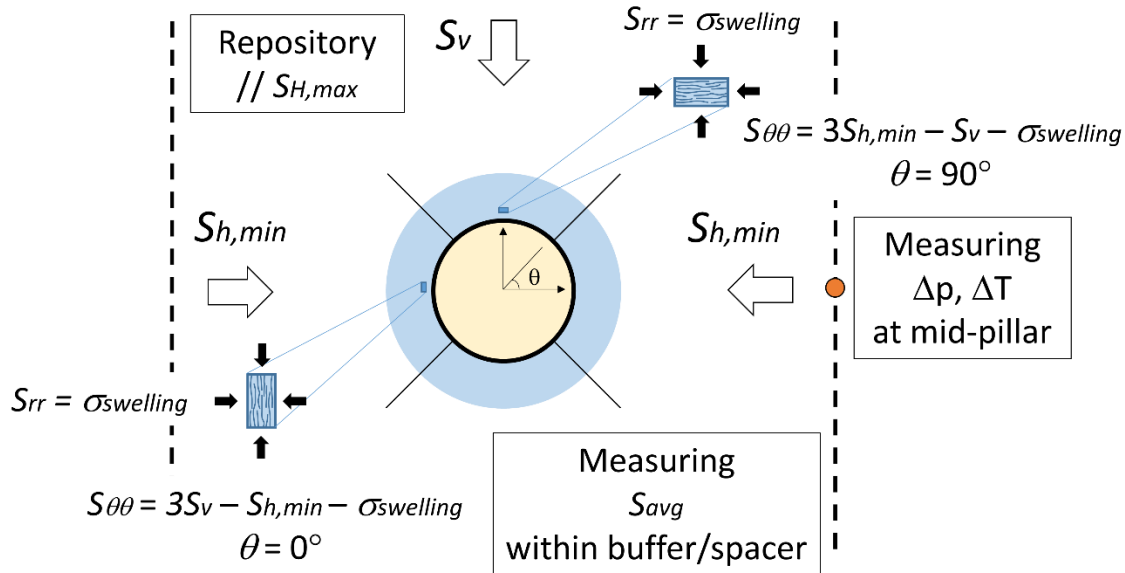 Repository
// SH,max
Sv
Srr = σswelling
Sθθ = 3Sh,min – Sv – σswelling
θ = 90°
Sh,min
Sh,min
θ
Measuring
Δp, ΔT
at mid-pillar
Srr = σswelling
Sθθ = 3Sv – Sh,min – σswelling
θ = 0°
Measuring
Savg
within buffer/spacer